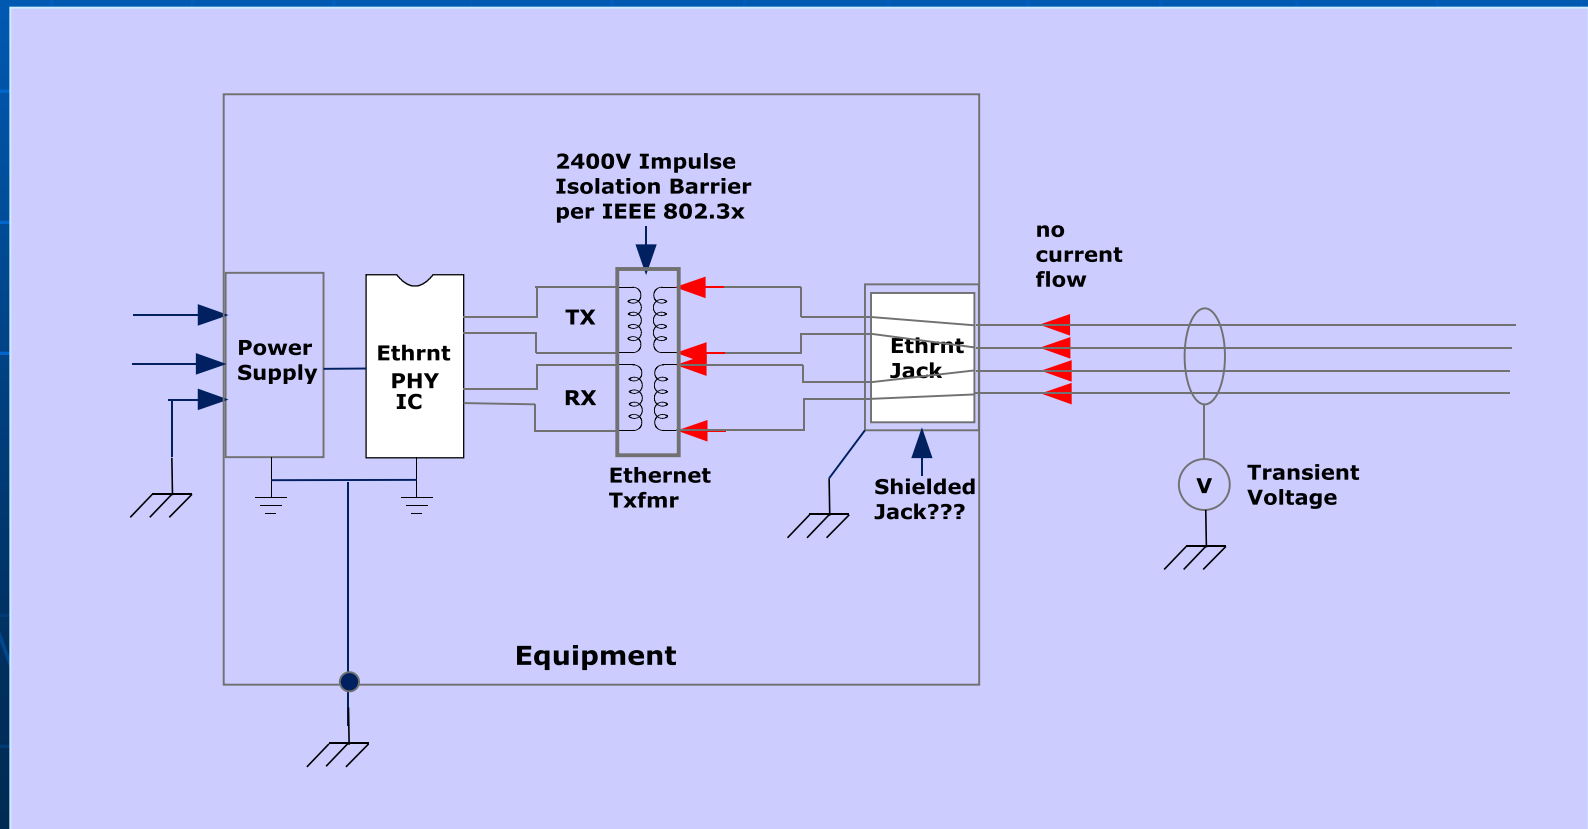 2400V Impulse
Isolation Barrier
per IEEE 802.3x
no
current
flow
Power
Supply
Ethrnt
PHY
IC
TX
RX
Ethrnt
Jack
Ethernet
Txfmr
Shielded
Jack???
V
Transient
Voltage
Equipment